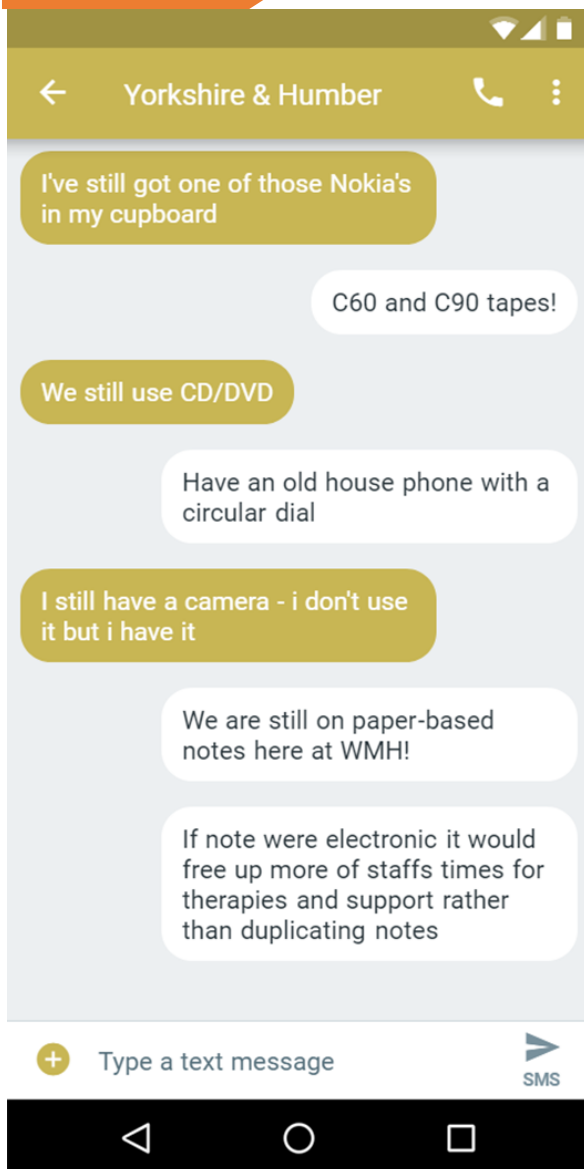 Yorkshire & Humber
I've still got one of those Nokia's
in my cupboard
C60 and C90 tapes!
We still use CD/DVD
Have an old house phone with a
circular dial
I still have a camera - i don't use
it but i have it
We are still on paper-based
notes here at WMH!
If note were electronic it would
free up more of staffs times for
therapies and support rather
than duplicating notes
Type a text message
SMS